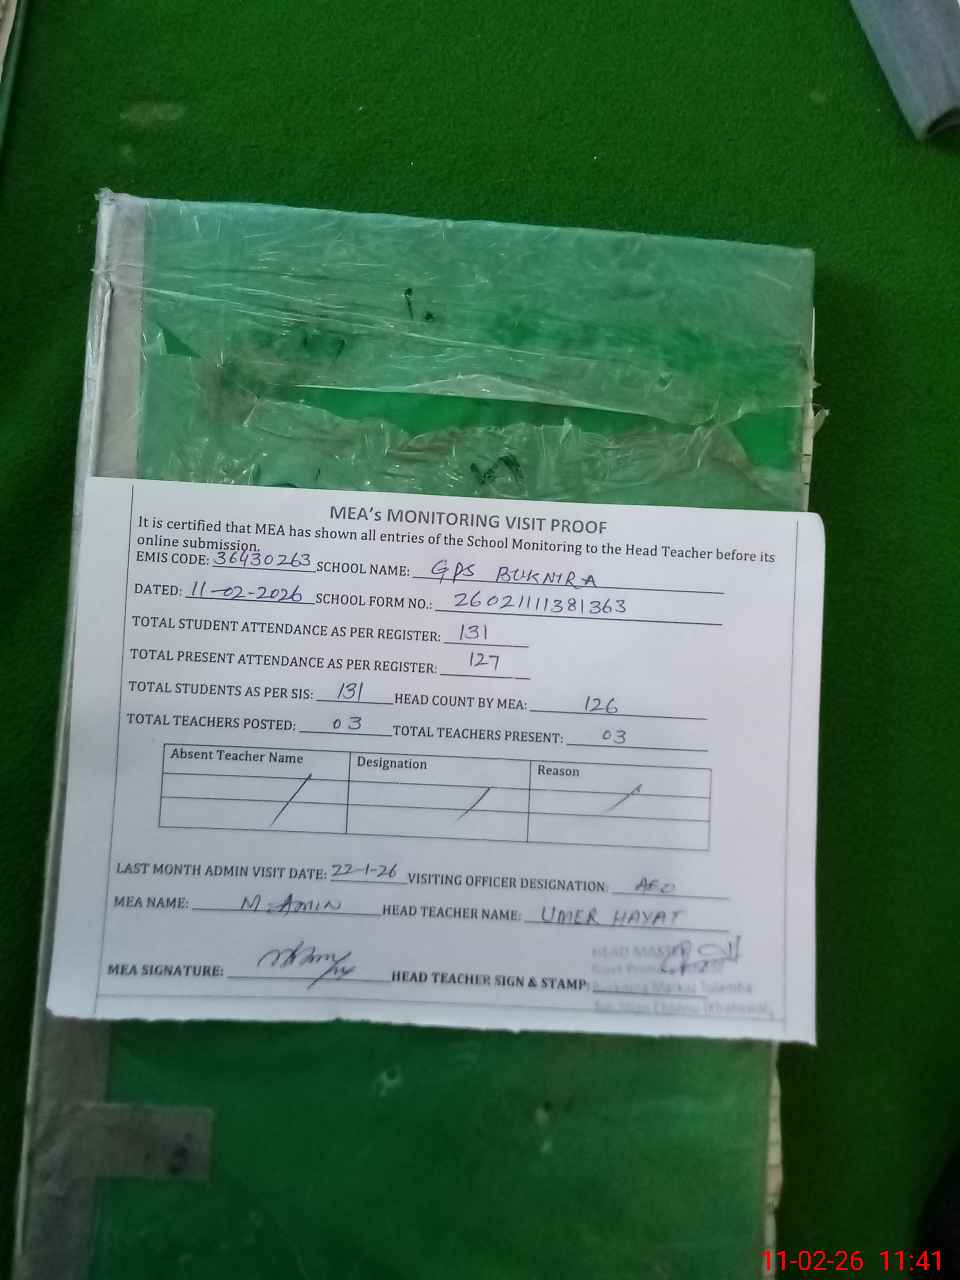 MEA's MONITORING VISIT PROOF
It is certified that MEA has shown all entries of the School Monitoring to the Head Teacher before its
online submission.
EMIS CODE: 36430263 SCHOOL NAME: GPS BUKNIRA
DATED: 11-02-2026 SCHOOL FORM NO.: 26021111381363
TOTAL STUDENT ATTENDANCE AS PER REGISTER: 131
TOTAL PRESENT ATTENDANCE AS PER REGISTER: 127
TOTAL STUDENTS AS PER SIS: 131 HEAD COUNT BY MEA: 126
TOTAL TEACHERS POSTED: 03 TOTAL TEACHERS PRESENT: 03
Absent Teacher Name Designation Reason
LAST MONTH ADMIN VISIT DATE: 22-1-26 VISITING OFFICER DESIGNATION: AEO
MEA NAME: M. AMIN HEAD TEACHER NAME: UMER HAYAT
HEAD MASTER
MEA SIGNATURE: HEAD TEACHER SIGN & STAMP:
11-02-26 11:41